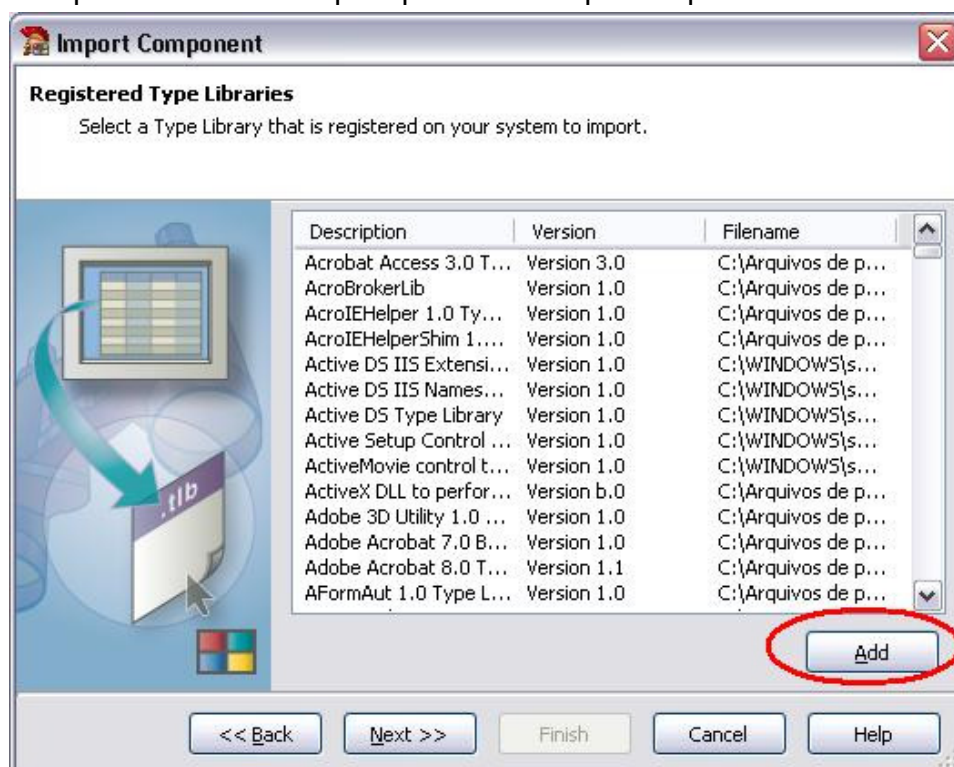 Import Component
Registered Type Libraries
Select a Type Library that is registered on your system to import.
Description Version Filename
Acrobat Access 3.0 T... Version 3.0 C:\Arquivos de p...
AcroBrokerLib Version 1.0 C:\Arquivos de p...
AcroIEHelper 1.0 Ty... Version 1.0 C:\Arquivos de p...
AcroIEHelperShim 1.... Version 1.0 C:\Arquivos de p...
Active DS IIS Extensi... Version 1.0 C:\WINDOWS\s...
Active DS IIS Names... Version 1.0 C:\WINDOWS\s...
Active DS Type Library Version 1.0 C:\WINDOWS\s...
Active Setup Control ... Version 1.0 C:\WINDOWS\s...
ActiveMovie control t... Version 1.0 C:\WINDOWS\s...
ActiveX DLL to perfor... Version b.0 C:\Arquivos de p...
Adobe 3D Utility 1.0 ... Version 1.0 C:\Arquivos de p...
Adobe Acrobat 7.0 B... Version 1.0 C:\Arquivos de p...
Adobe Acrobat 8.0 T... Version 1.1 C:\Arquivos de p...
AFormAut 1.0 Type L... Version 1.0 C:\Arquivos de p...
.tlb
Add
<< Back Next >> Finish Cancel Help